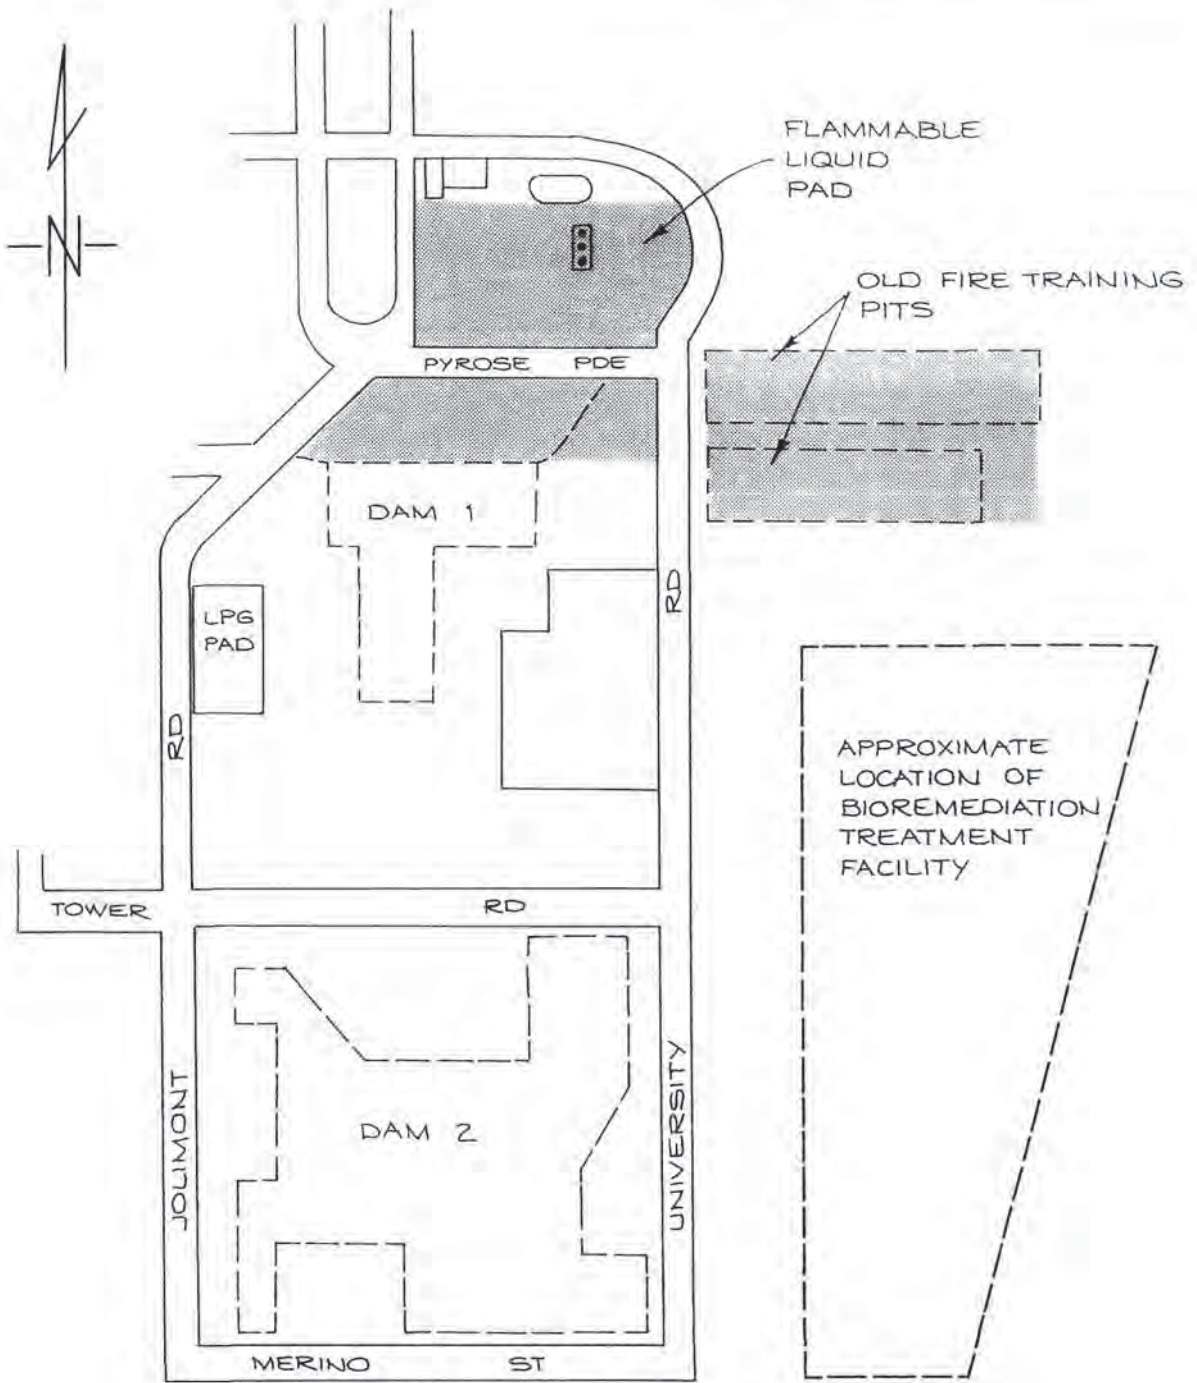 FLAMMABLE
LIQUID
PAD
N
OLD FIRE TRAINING
PITS
PYROSE PDE
DAM 1
RD
LPG
PAD
RD
APPROXIMATE
LOCATION OF
BIOREMEDIATION
TREATMENT
FACILITY
TOWER RD
JOLIMONT
DAM 2
UNIVERSITY
MERINO ST